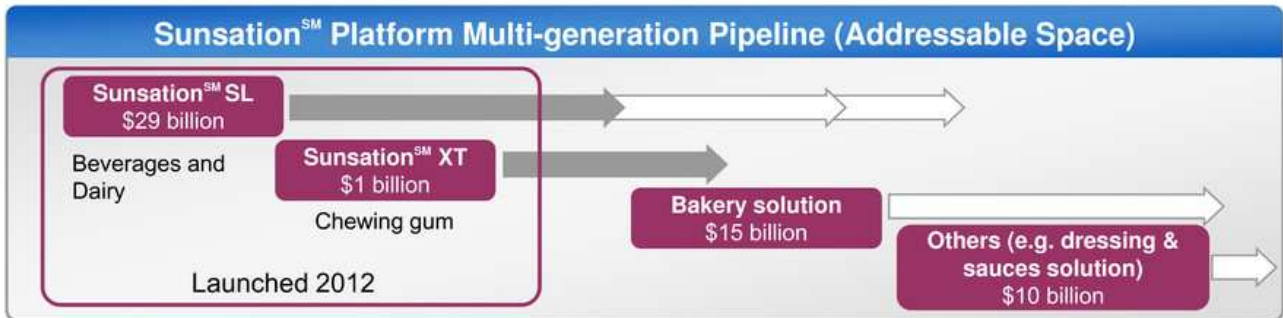 Sunsation℠ Platform Multi-generation Pipeline (Addressable Space)
Sunsation℠ SL
$29 billion
Beverages and
Dairy
Sunsation℠ XT
$1 billion
Chewing gum
Launched 2012
Bakery solution
$15 billion
Others (e.g. dressing &
sauces solution)
$10 billion